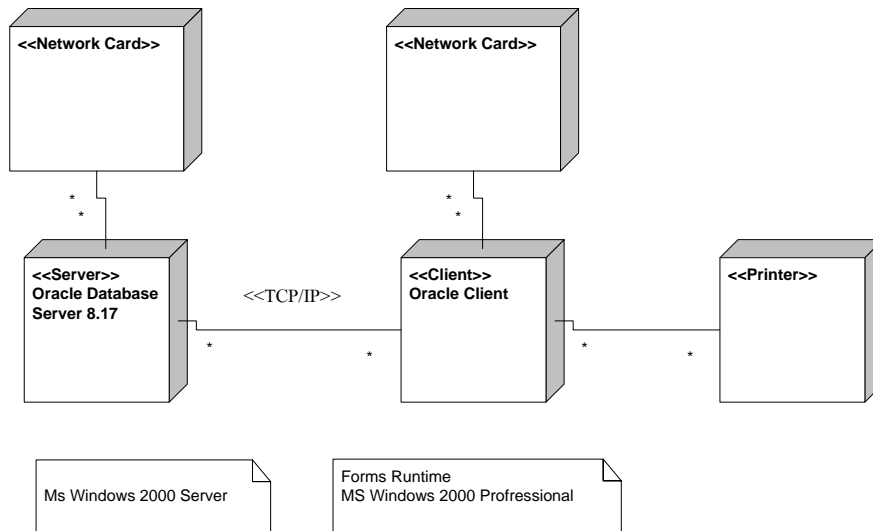 <<Network Card>>
<<Network Card>>
*
*
*
*
<<Server>>
Oracle Database
Server 8.17
<<TCP/IP>>
<<Client>>
Oracle Client
<<Printer>>
*
*
*
*
Ms Windows 2000 Server
Forms Runtime
MS Windows 2000 Profressional